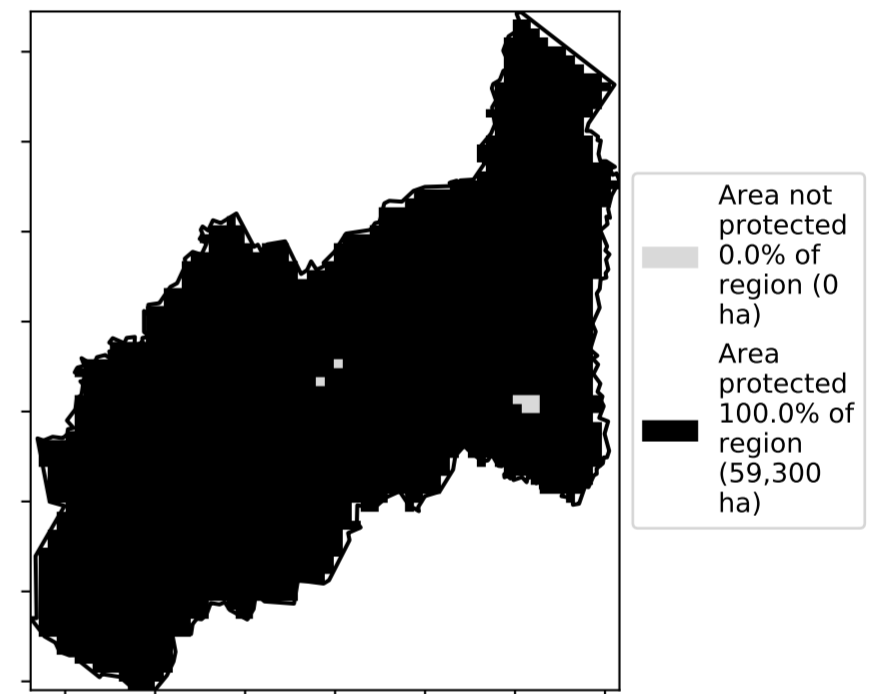 Area not
protected
0.0% of
region (0
ha)
Area
protected
100.0% of
region
(59,300
ha)